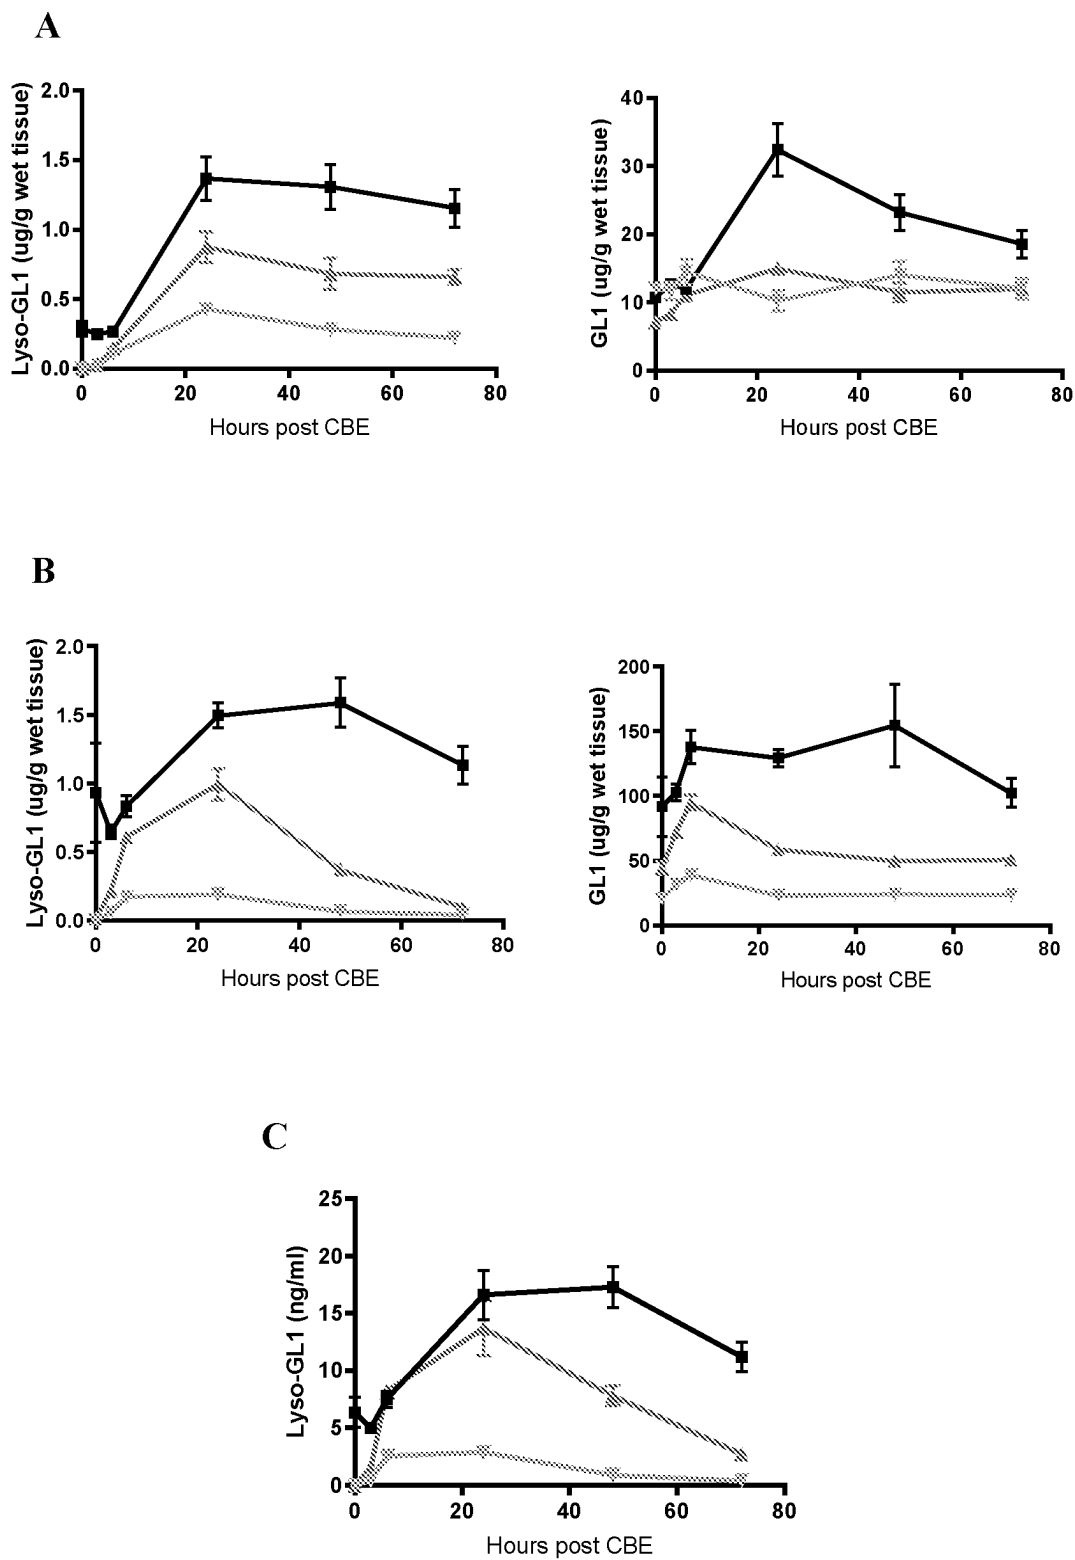 A
Lyso-GL1 (ug/g wet tissue)
2.0
1.5
1.0
0.5
0.0
0 20 40 60 80
Hours post CBE
GL1 (ug/g wet tissue)
40
30
20
10
0
0 20 40 60 80
Hours post CBE
B
Lyso-GL1 (ug/g wet tissue)
2.0
1.5
1.0
0.5
0.0
0 20 40 60 80
Hours post CBE
GL1 (ug/g wet tissue)
200
150
100
50
0
0 20 40 60 80
Hours post CBE
C
Lyso-GL1 (ng/ml)
25
20
15
10
5
0
0 20 40 60 80
Hours post CBE